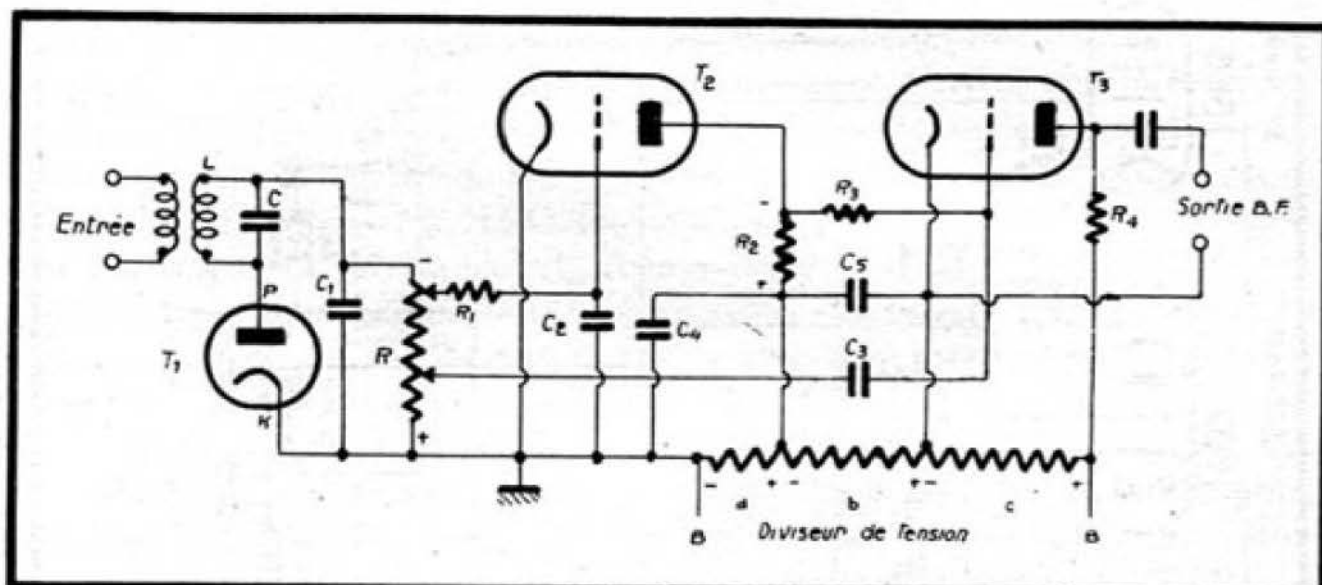 T2
T3
L
C
R3
Entrée
R2
R4
Sortie B.F.
-
-
P
C1
R1
C5
+
C2
C4
T1
R
C3
K
+
- a + - b + - c +
B Diviseur de Tension B